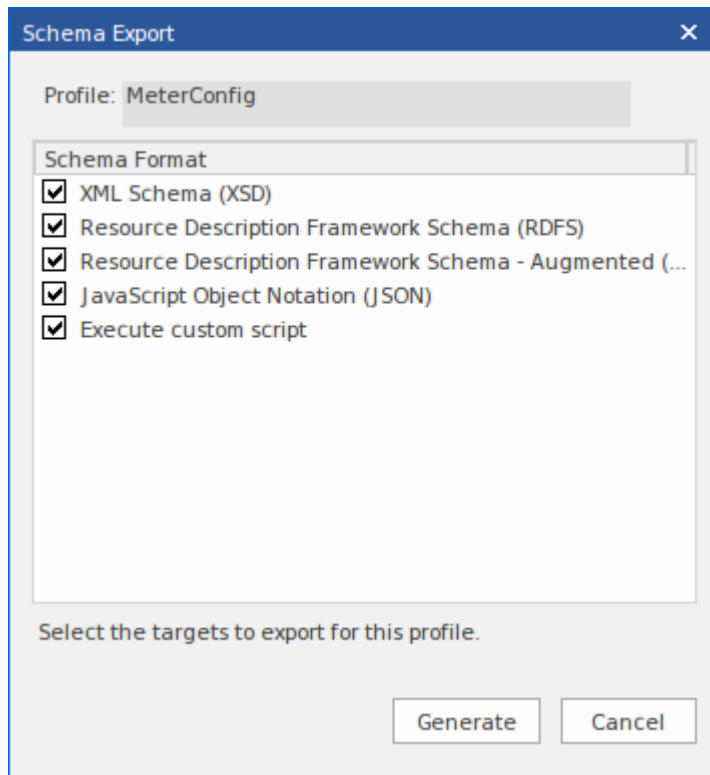 Schema Export
Profile: MeterConfig
Schema Format
XML Schema (XSD)
Resource Description Framework Schema (RDFS)
Resource Description Framework Schema - Augmented (...
JavaScript Object Notation (JSON)
Execute custom script
Select the targets to export for this profile.
Generate Cancel